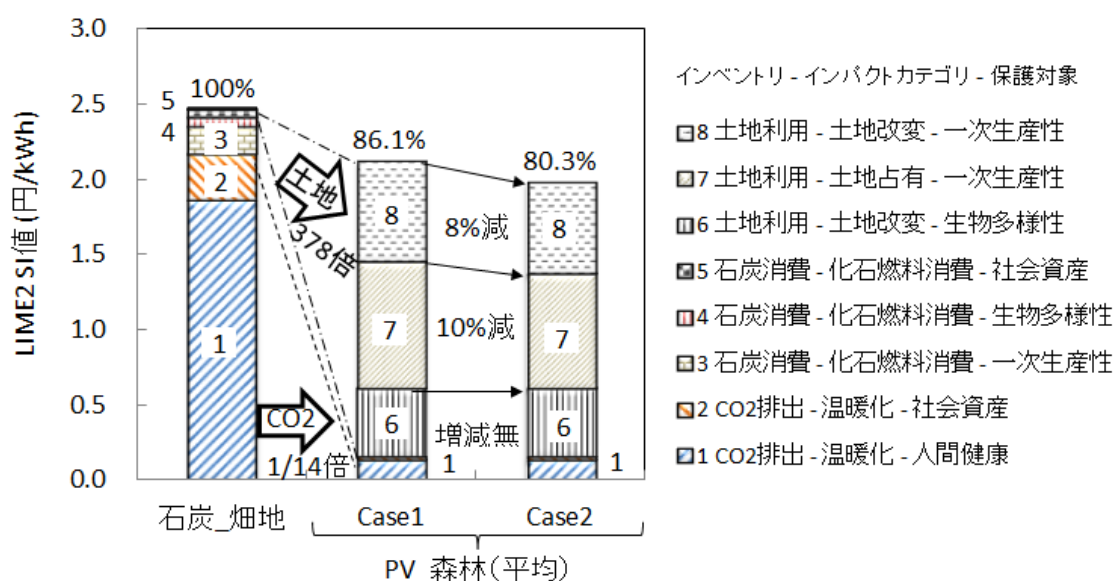 LIME2 SI値(円/kWh)
3.0
2.5
2.0
1.5
1.0
0.5
0.0
100%
5
4
3
2
1
土地
378倍
CO2
1/14倍
86.1%
8
7
6
1
8%減
10%減
増減無
80.3%
8
7
6
1
石炭_畑地
Case1
Case2
PV 森林(平均)
インベントリ - インパクトカテゴリ - 保護対象
8 土地利用 - 土地改変 - 一次生産性
7 土地利用 - 土地占有 - 一次生産性
6 土地利用 - 土地改変 - 生物多様性
5 石炭消費 - 化石燃料消費 - 社会資産
4 石炭消費 - 化石燃料消費 - 生物多様性
3 石炭消費 - 化石燃料消費 - 一次生産性
2 CO2排出 - 温暖化 - 社会資産
1 CO2排出 - 温暖化 - 人間健康